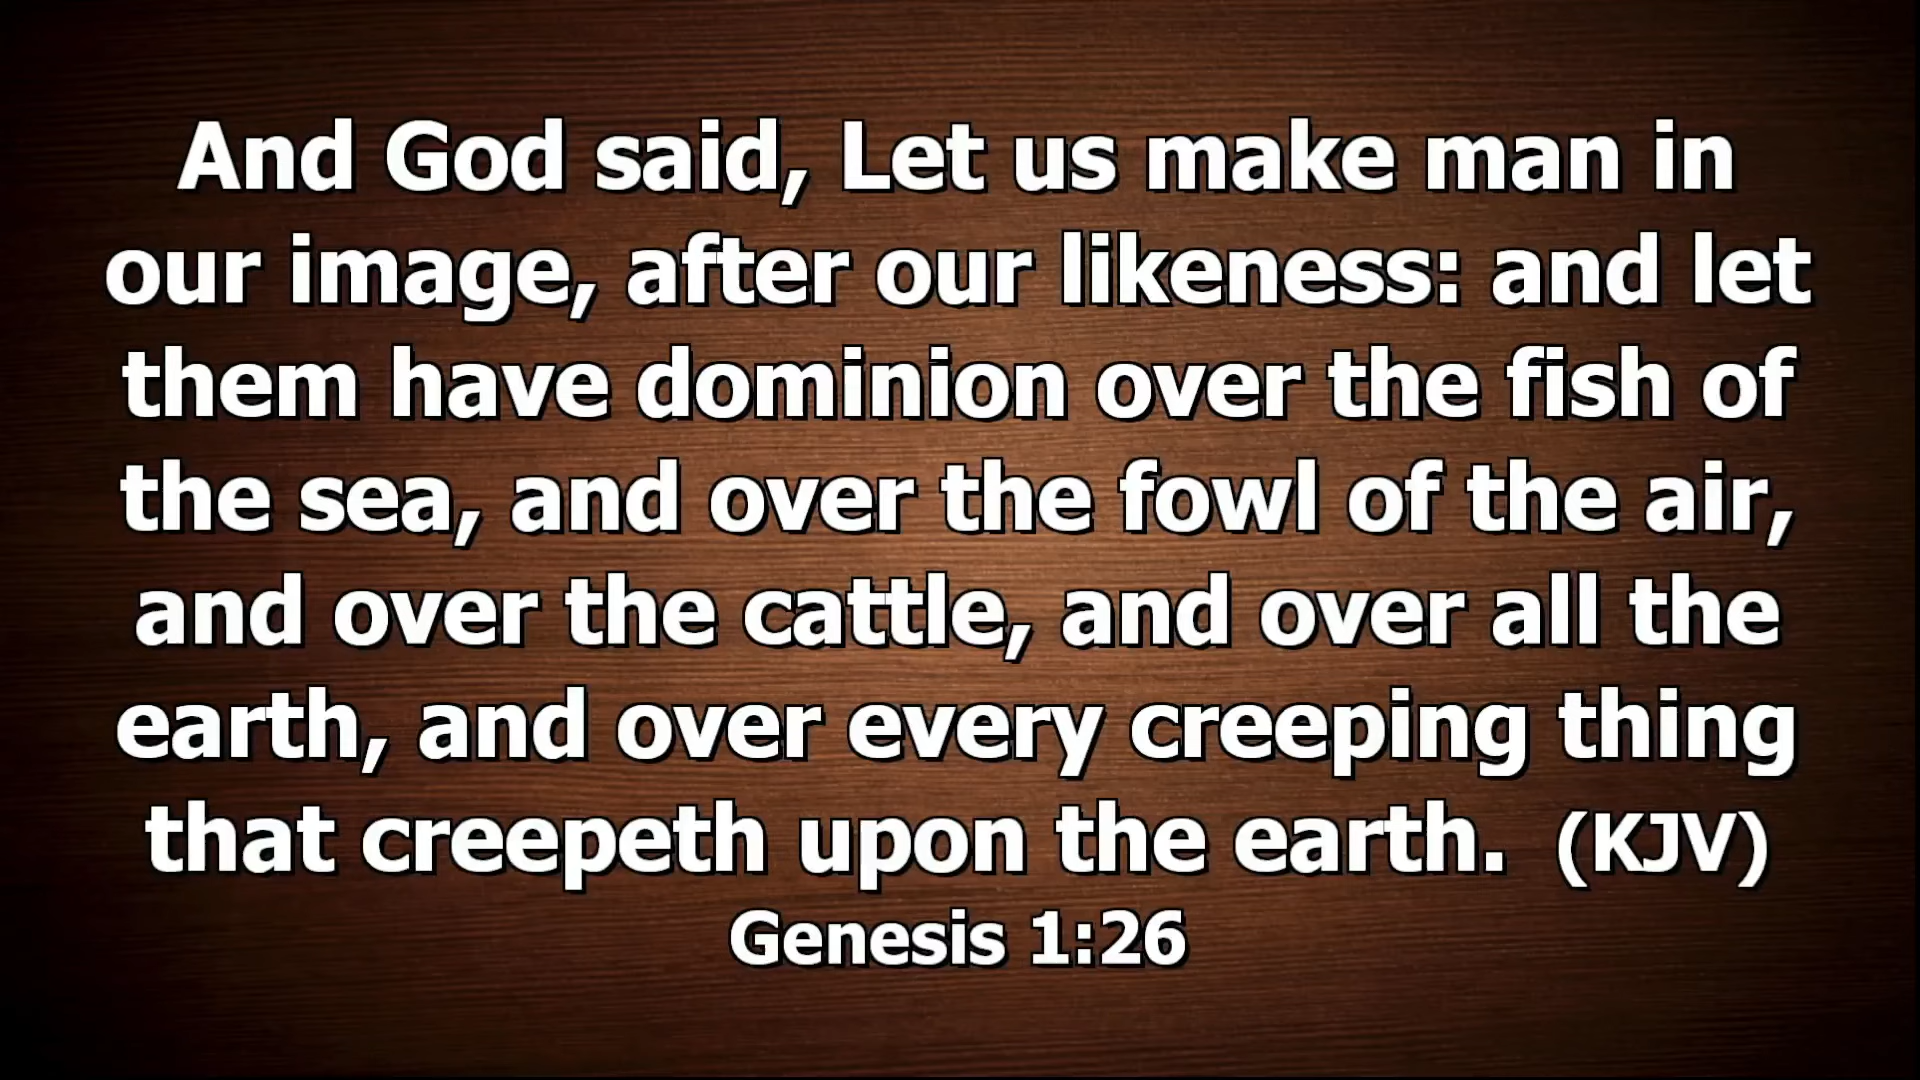 And God said, Let us make man in
our image, after our likeness: and let
them have dominion over the fish of
the sea, and over the fowl of the air,
and over the cattle, and over all the
earth, and over every creeping thing
that creepeth upon the earth. (KJV)
Genesis 1:26